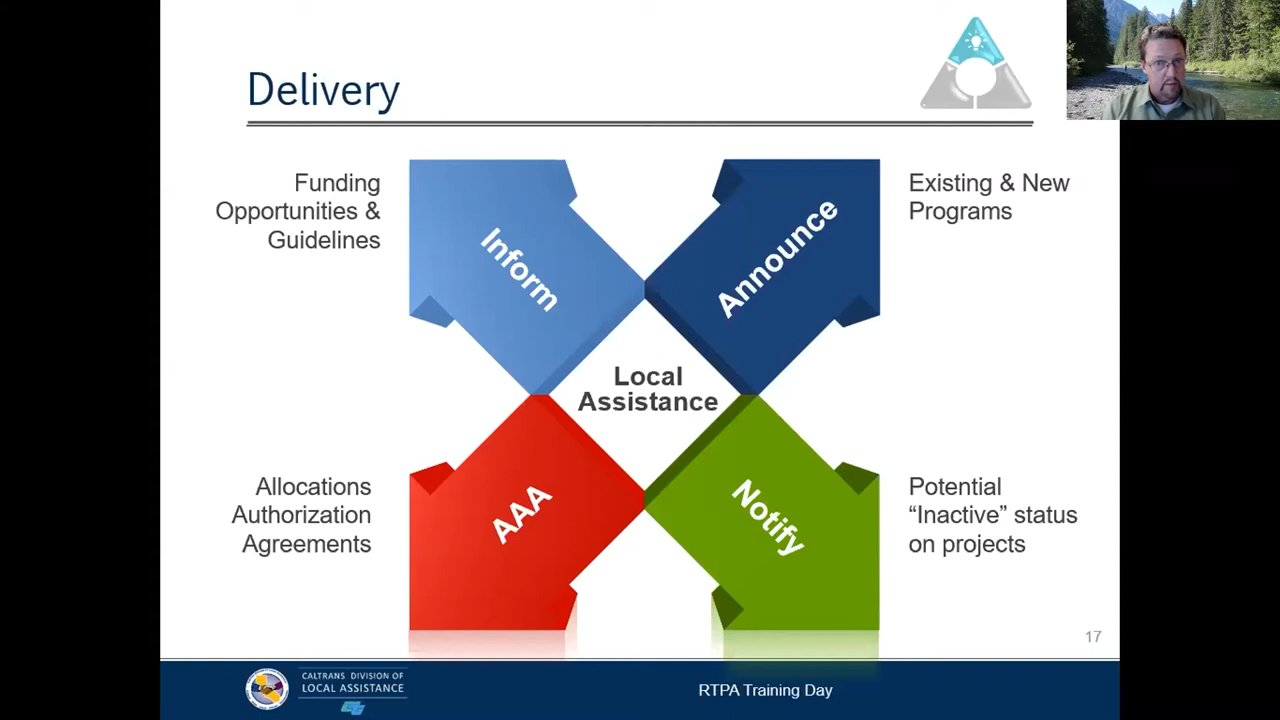 Delivery
Funding
Opportunities &
Guidelines
Inform
Announce
Existing & New
Programs
Local
Assistance
Allocations
Authorization
Agreements
AAA
Notify
Potential
“Inactive” status
on projects
17
CALTRANS DIVISION OF
LOCAL ASSISTANCE
RTPA Training Day